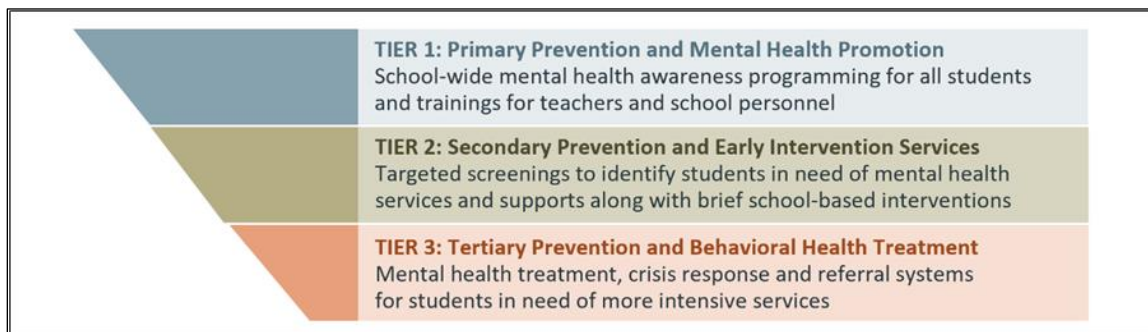 TIER 1: Primary Prevention and Mental Health Promotion
School-wide mental health awareness programming for all students
and trainings for teachers and school personnel
TIER 2: Secondary Prevention and Early Intervention Services
Targeted screenings to identify students in need of mental health
services and supports along with brief school-based interventions
TIER 3: Tertiary Prevention and Behavioral Health Treatment
Mental health treatment, crisis response and referral systems
for students in need of more intensive services